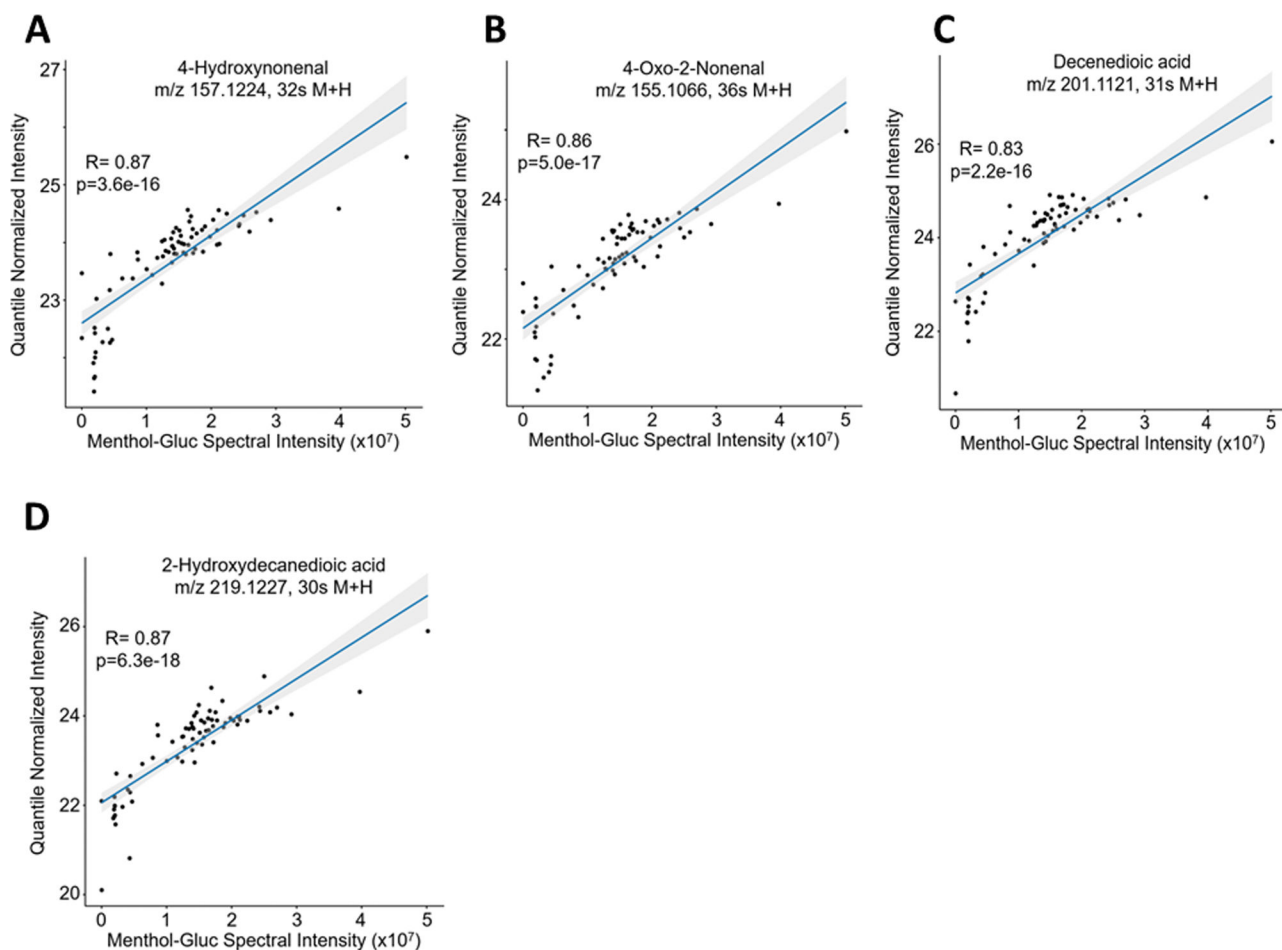 A
4-Hydroxynonenal
m/z 157.1224, 32s M+H
R= 0.87
p=3.6e-16
Quantile Normalized Intensity
27
25
23
0 1 2 3 4 5
Menthol-Gluc Spectral Intensity (x10⁷)
B
4-Oxo-2-Nonenal
m/z 155.1066, 36s M+H
R= 0.86
p=5.0e-17
Quantile Normalized Intensity
24
22
0 1 2 3 4 5
Menthol-Gluc Spectral Intensity (x10⁷)
C
Decenedioic acid
m/z 201.1121, 31s M+H
R= 0.83
p=2.2e-16
Quantile Normalized Intensity
26
24
22
0 1 2 3 4 5
Menthol-Gluc Spectral Intensity (x10⁷)
D
2-Hydroxydecanedioic acid
m/z 219.1227, 30s M+H
R= 0.87
p=6.3e-18
Quantile Normalized Intensity
26
24
22
20
0 1 2 3 4 5
Menthol-Gluc Spectral Intensity (x10⁷)